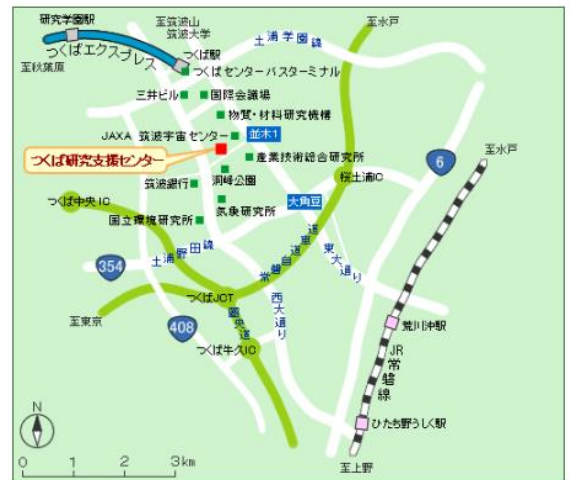 研究学園駅
至筑波山
筑波大学
至水戸
土浦学園線
つくばエクスプレス
つくば駅
至秋葉原
つくばセンターバスターミナル
三井ビル
国際会議場
物質・材料研究機構
JAXA 筑波宇宙センター
並木1
つくば研究支援センター
産業技術総合研究所
至水戸
6
洞峰公園
桜土浦IC
筑波銀行
つくば中央IC
気象研究所
大角豆
国立環境研究所
常磐自動車道
東大通り
土浦野田線
354
つくばJCT
西大通り
至東京
408
圏央道
荒川沖駅
つくば牛久IC
JR常磐線
N
ひたち野うしく駅
0 1 2 3km
至上野